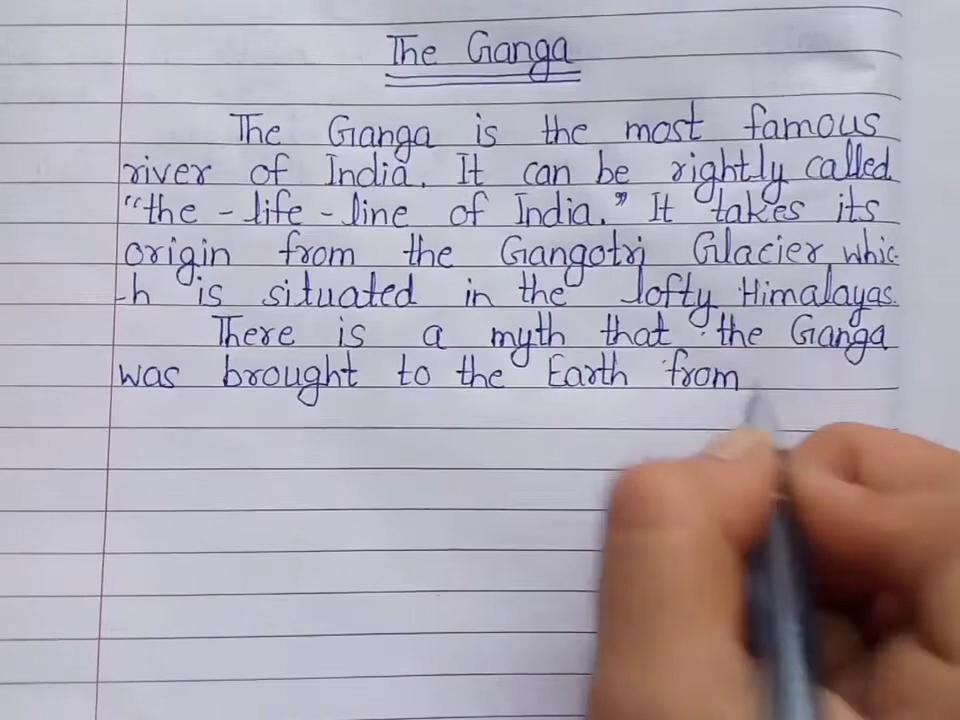 The Ganga
The Ganga is the most famous
river of India. It can be rightly called
"the - life - line of India." It takes its
origin from the Gangotri Glacier, whic-
-h is situated in the lofty Himalayas.
There is a myth that the Ganga
was brought to the Earth from